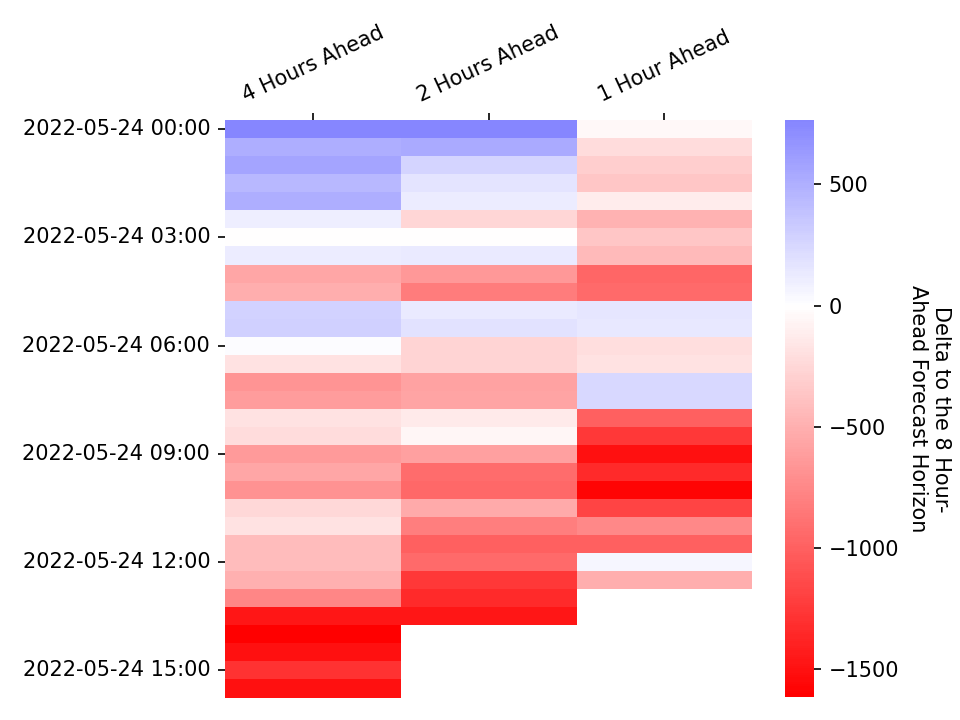 4 Hours Ahead
2 Hours Ahead
1 Hour Ahead
2022-05-24 00:00
2022-05-24 03:00
2022-05-24 06:00
2022-05-24 09:00
2022-05-24 12:00
2022-05-24 15:00
500
0
−500
−1000
−1500
Delta to the 8 Hour-
Ahead Forecast Horizon